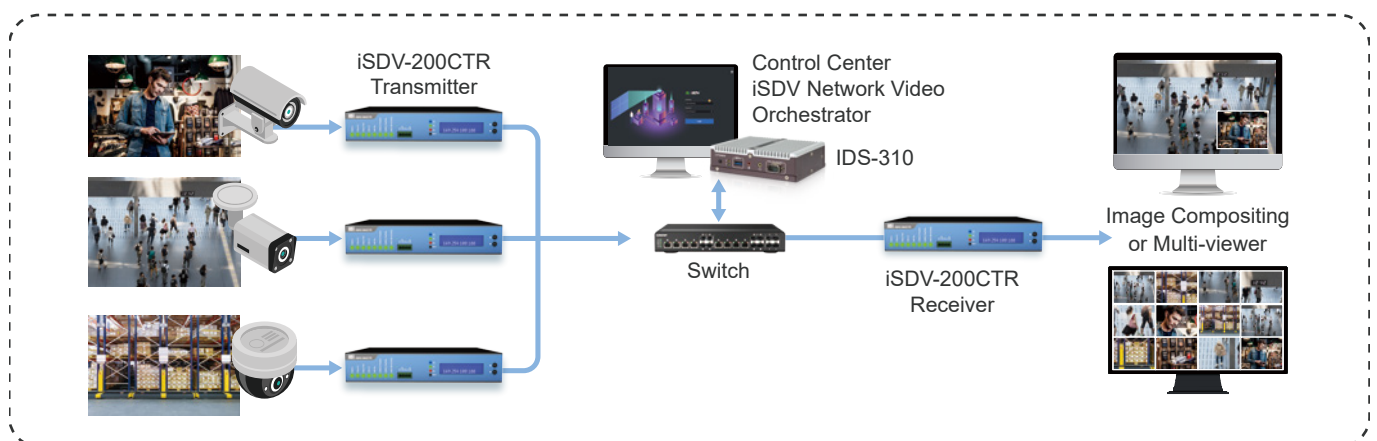 iSDV-200CTR
Transmitter
Control Center
iSDV Network Video
Orchestrator
IDS-310
Switch
iSDV-200CTR
Receiver
Image Compositing
or Multi-viewer